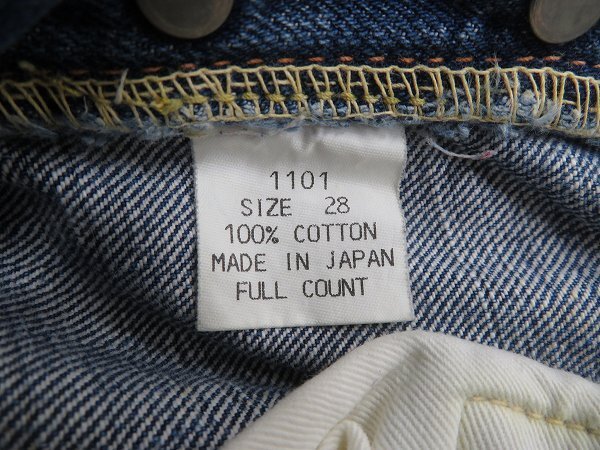 1101
SIZE 28
100% COTTON
MADE IN JAPAN
FULL COUNT